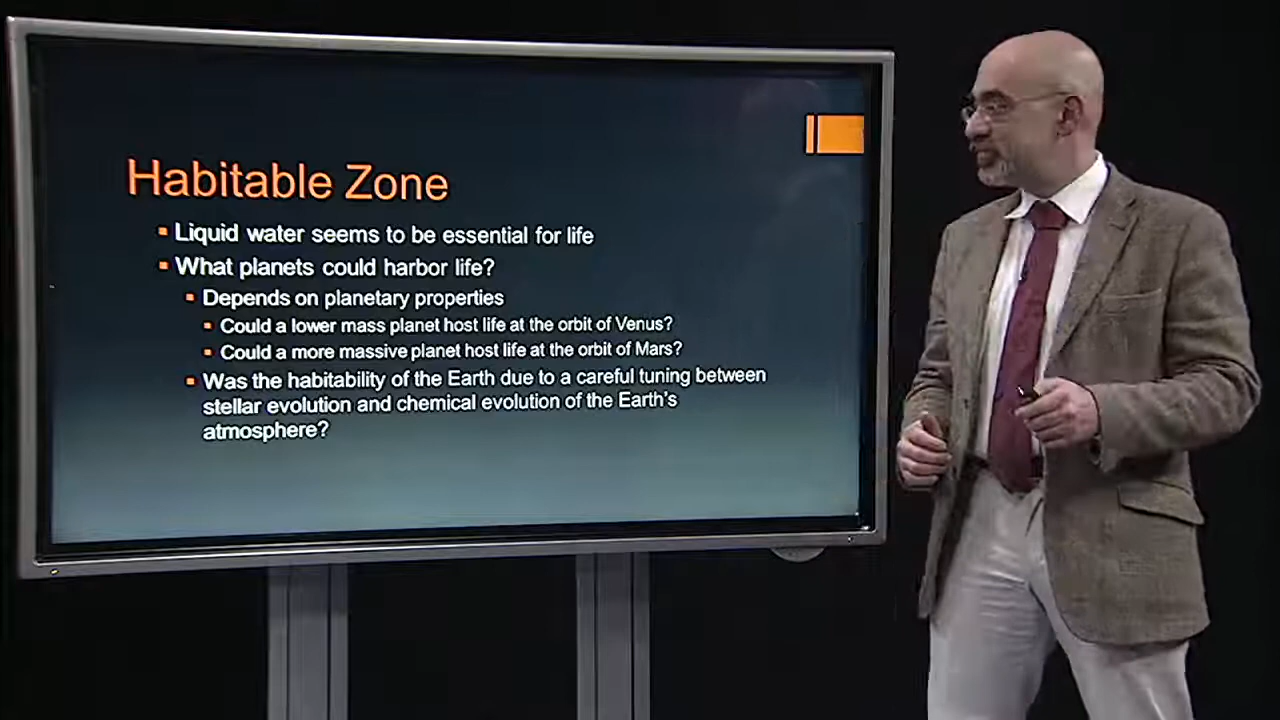 Habitable Zone
Liquid water seems to be essential for life
What planets could harbor life?
Depends on planetary properties
Could a lower mass planet host life at the orbit of Venus?
Could a more massive planet host life at the orbit of Mars?
Was the habitability of the Earth due to a careful tuning between
stellar evolution and chemical evolution of the Earth's
atmosphere?